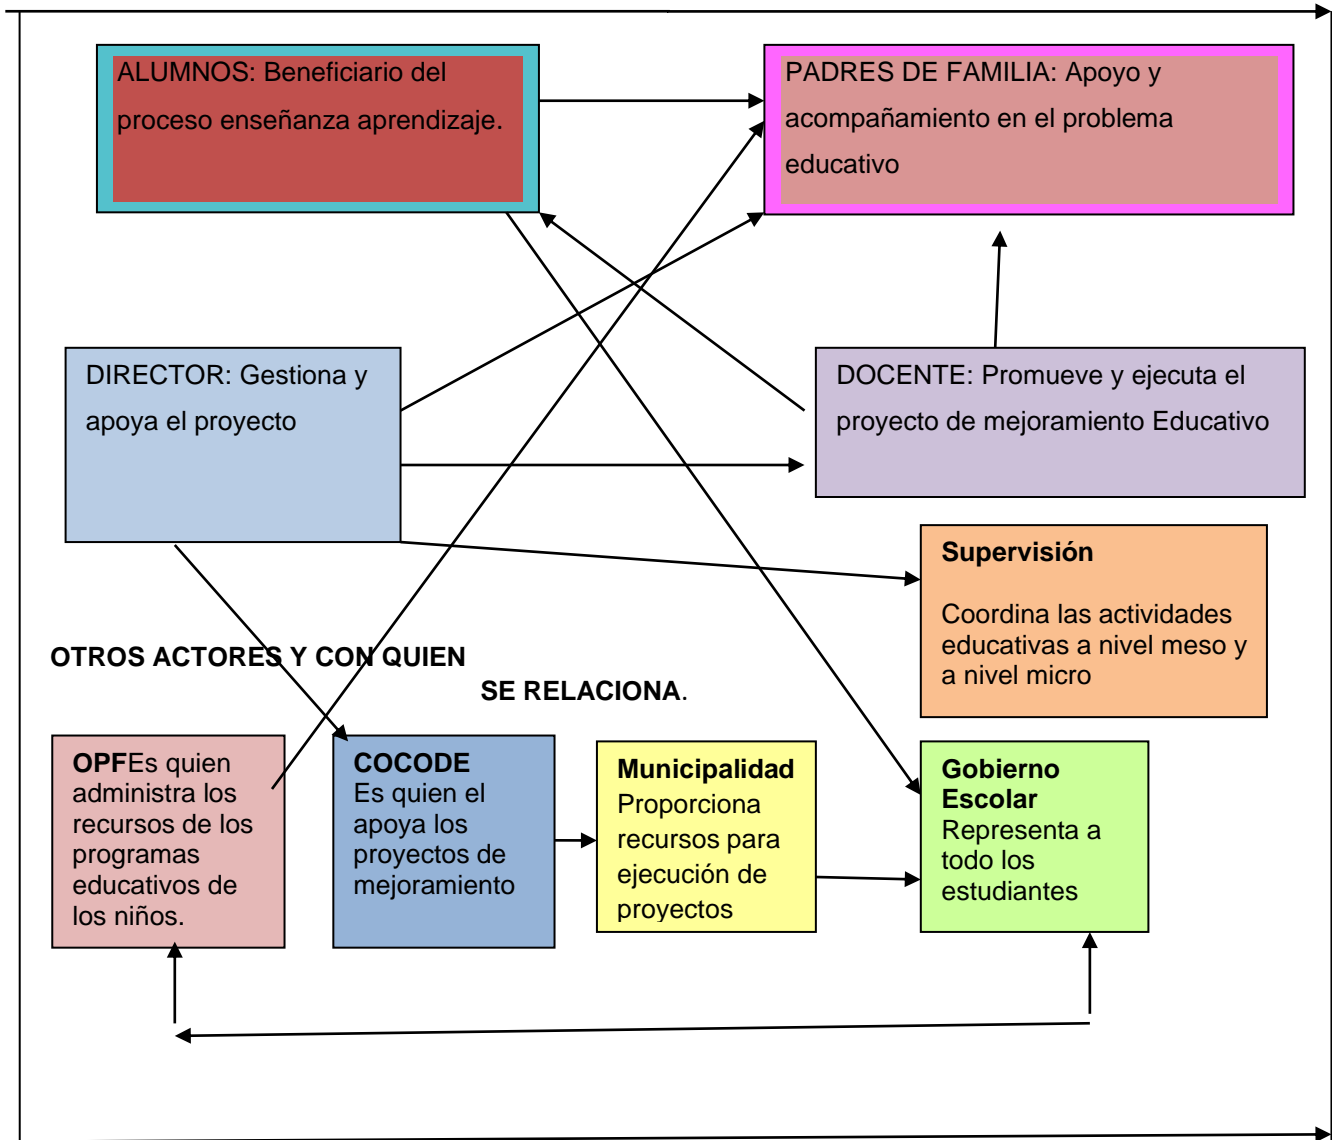 ALUMNOS: Beneficiario del
proceso enseñanza aprendizaje.
PADRES DE FAMILIA: Apoyo y
acompañamiento en el problema
educativo
DIRECTOR: Gestiona y
apoya el proyecto
DOCENTE: Promueve y ejecuta el
proyecto de mejoramiento Educativo
Supervisión
Coordina las actividades
educativas a nivel meso y
a nivel micro
OTROS ACTORES Y CON QUIEN
SE RELACIONA.
OPFEs quien
administra los
recursos de los
programas
educativos de
los niños.
COCODE
Es quien el
apoya los
proyectos de
mejoramiento
Municipalidad
Proporciona
recursos para
ejecución de
proyectos
Gobierno
Escolar
Representa a
todo los
estudiantes